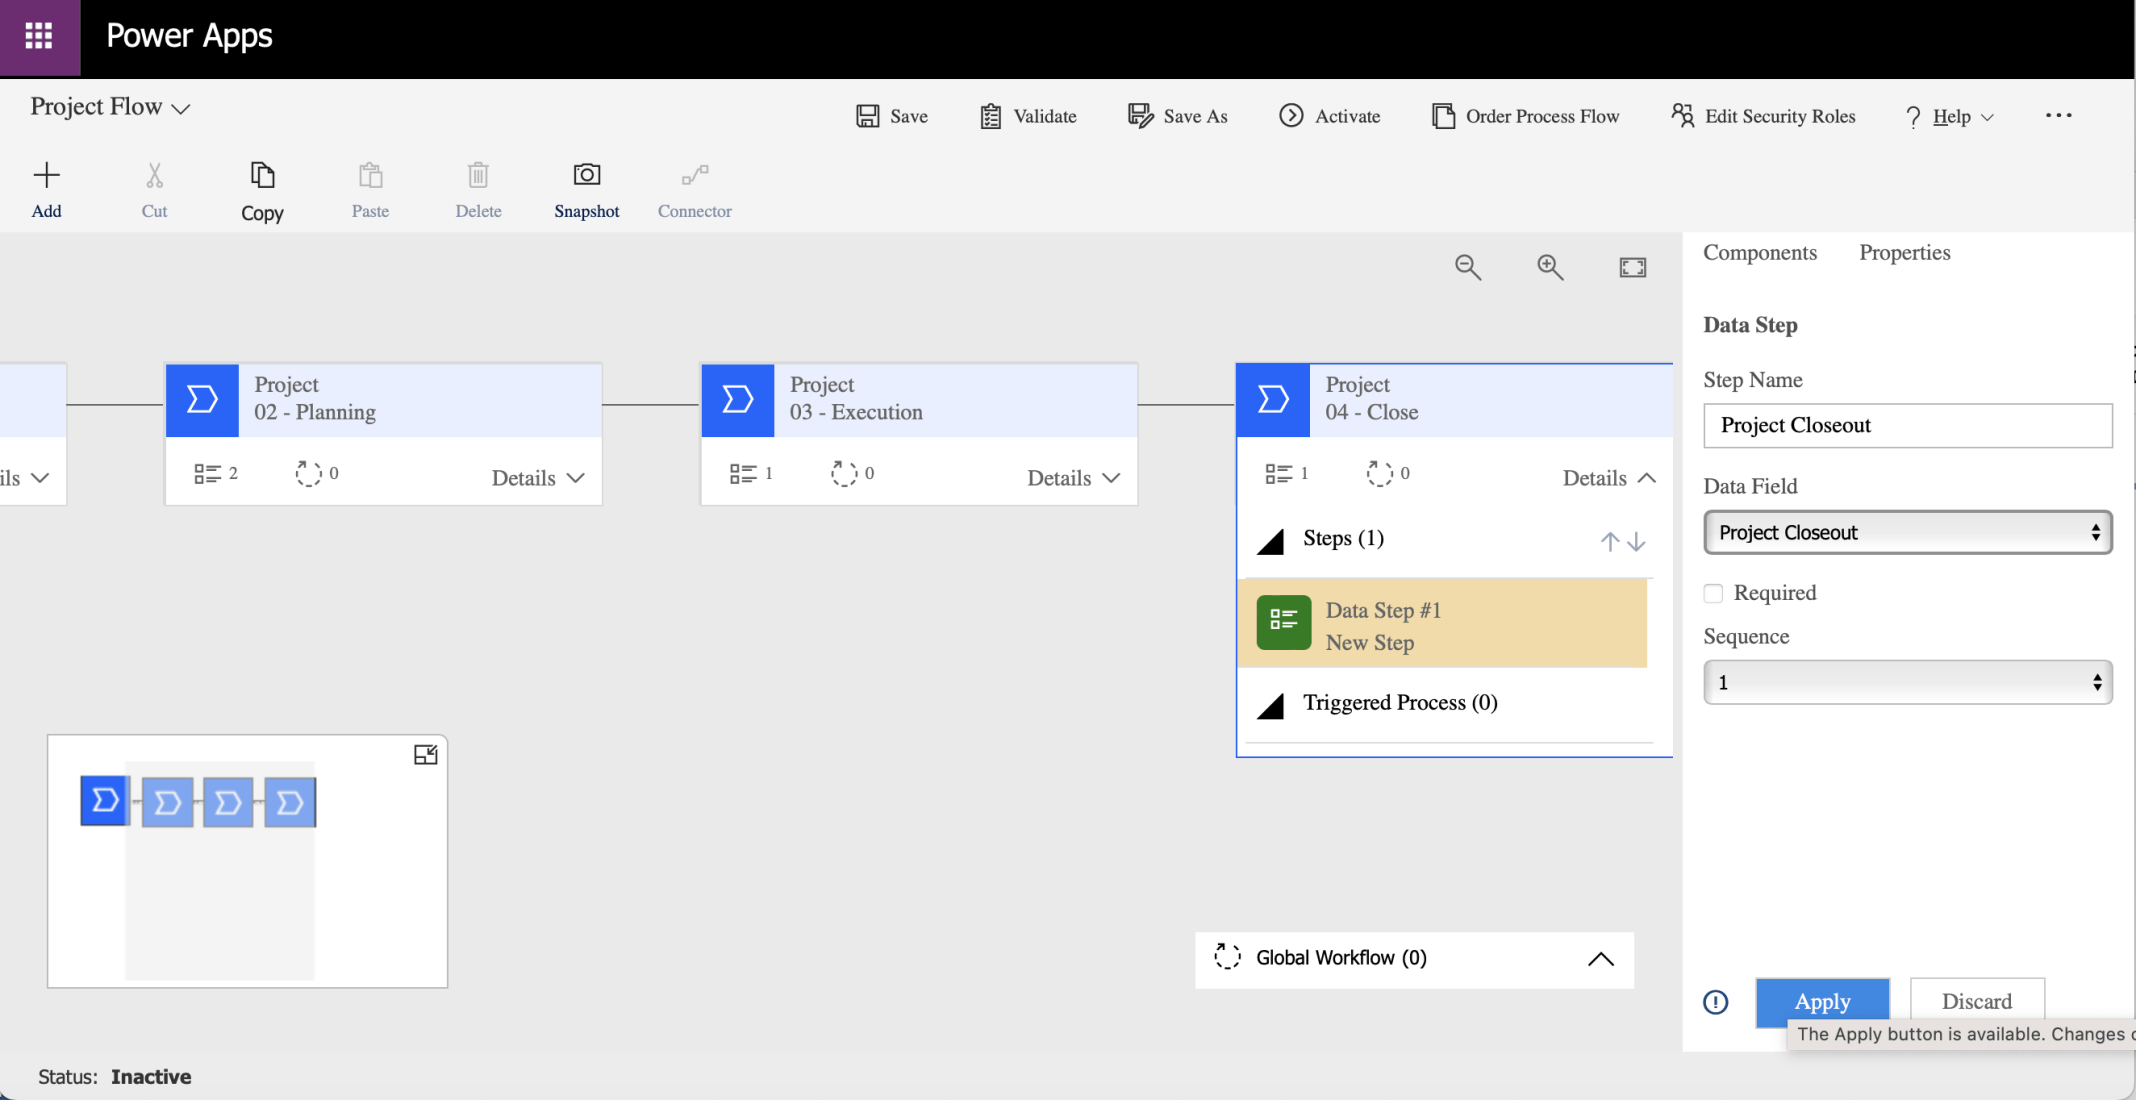 Power Apps
Project Flow
Save
Validate
Save As
Activate
Order Process Flow
Edit Security Roles
? Help
...
Add
Cut
Copy
Paste
Delete
Snapshot
Connector
Components
Properties
Data Step
Step Name
Project Closeout
Data Field
Project Closeout
Required
Sequence
1
ils
Project
02 - Planning
2
0
Details
Project
03 - Execution
1
0
Details
Project
04 - Close
1
0
Details
Steps (1)
Data Step #1
New Step
Triggered Process (0)
Global Workflow (0)
Apply
Discard
The Apply button is available. Changes
Status: Inactive